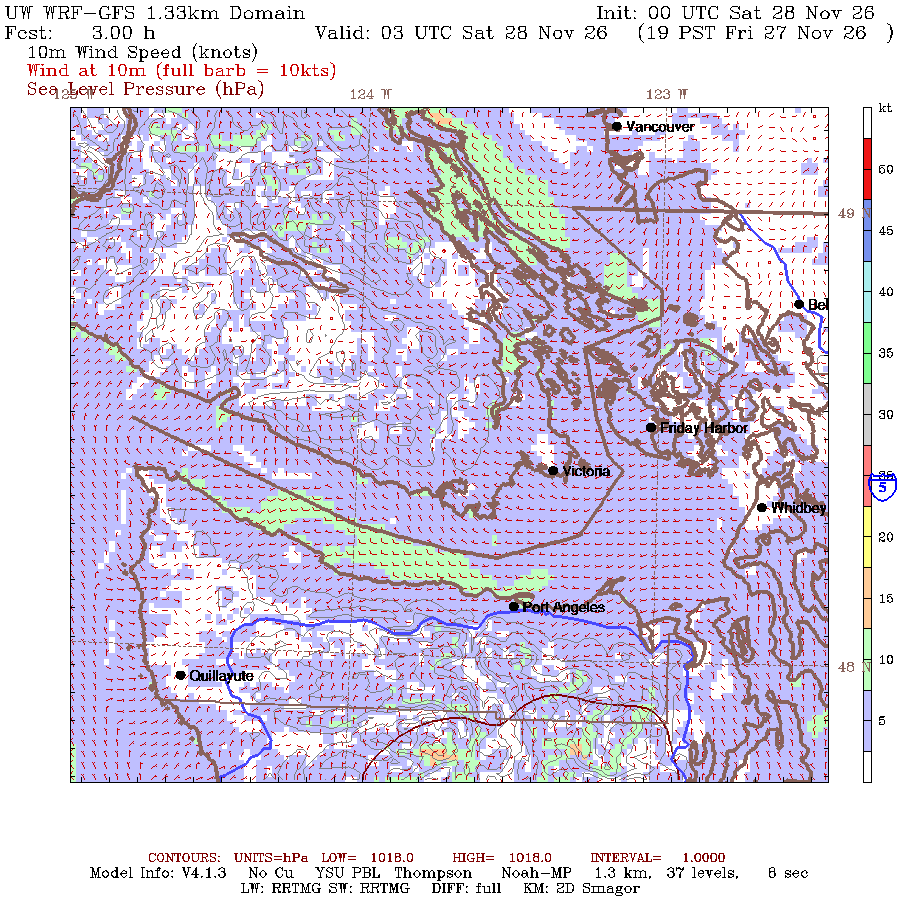 UW WRF-GFS 1.33km Domain Init: 00 UTC Sat 28 Nov 26
Fcst: 3.00 h Valid: 03 UTC Sat 28 Nov 26 (19 PST Fri 27 Nov 26 )
10m Wind Speed (knots)
Wind at 10m (full barb = 10kts)
Sea Level Pressure (hPa)
125 W 124 W 123 W
kt
Vancouver
60
49 N
45
40
Bel
35
30
Friday Harbor
Victoria
25
5
Whidbey
20
15
Port Angeles
10
48 N
Quillayute
5
CONTOURS: UNITS=hPa LOW= 1018.0 HIGH= 1018.0 INTERVAL= 1.0000
Model Info: V4.1.3 No Cu YSU PBL Thompson Noah-MP 1.3 km, 37 levels, 8 sec
LW: RRTMG SW: RRTMG DIFF: full KM: 2D Smagor